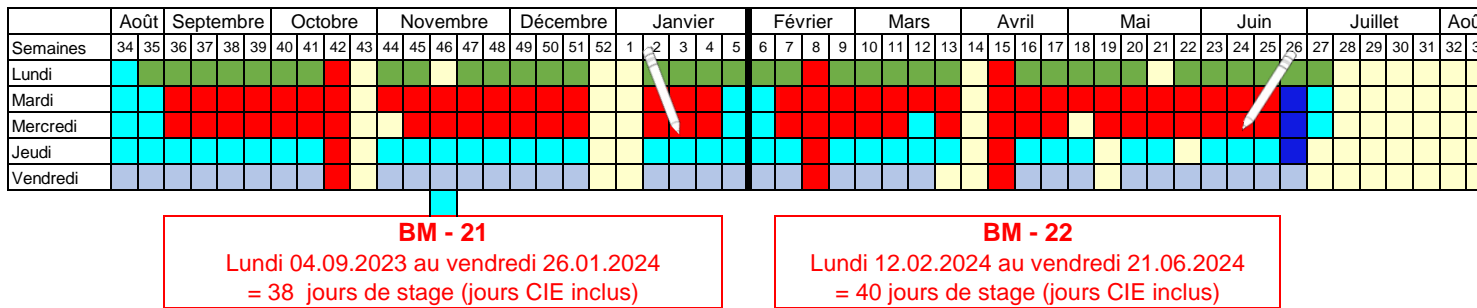 Août Septembre Octobre Novembre Décembre Janvier Février Mars Avril Mai Juin Juillet Aoû
Semaines 34 35 36 37 38 39 40 41 42 43 44 45 46 47 48 49 50 51 52 1 2 3 4 5 6 7 8 9 10 11 12 13 14 15 16 17 18 19 20 21 22 23 24 25 26 27 28 29 30 31 32
Lundi
Mardi
Mercredi
Jeudi
Vendredi
BM - 21
Lundi 04.09.2023 au vendredi 26.01.2024
= 38 jours de stage (jours CIE inclus)
BM - 22
Lundi 12.02.2024 au vendredi 21.06.2024
= 40 jours de stage (jours CIE inclus)